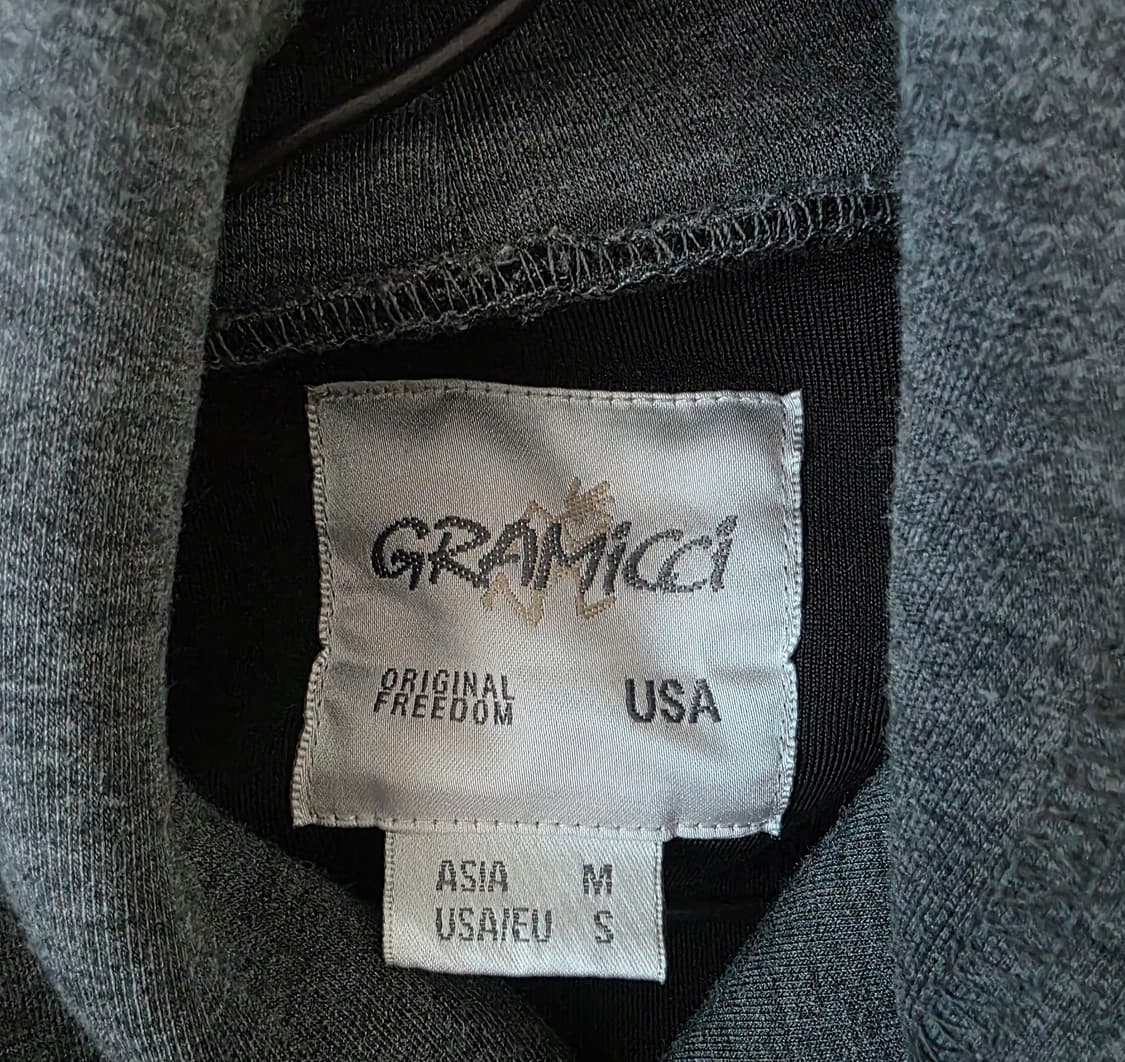 GRAMiCCi
ORIGINAL
FREEDOM
USA
ASIA M
USA/EU S